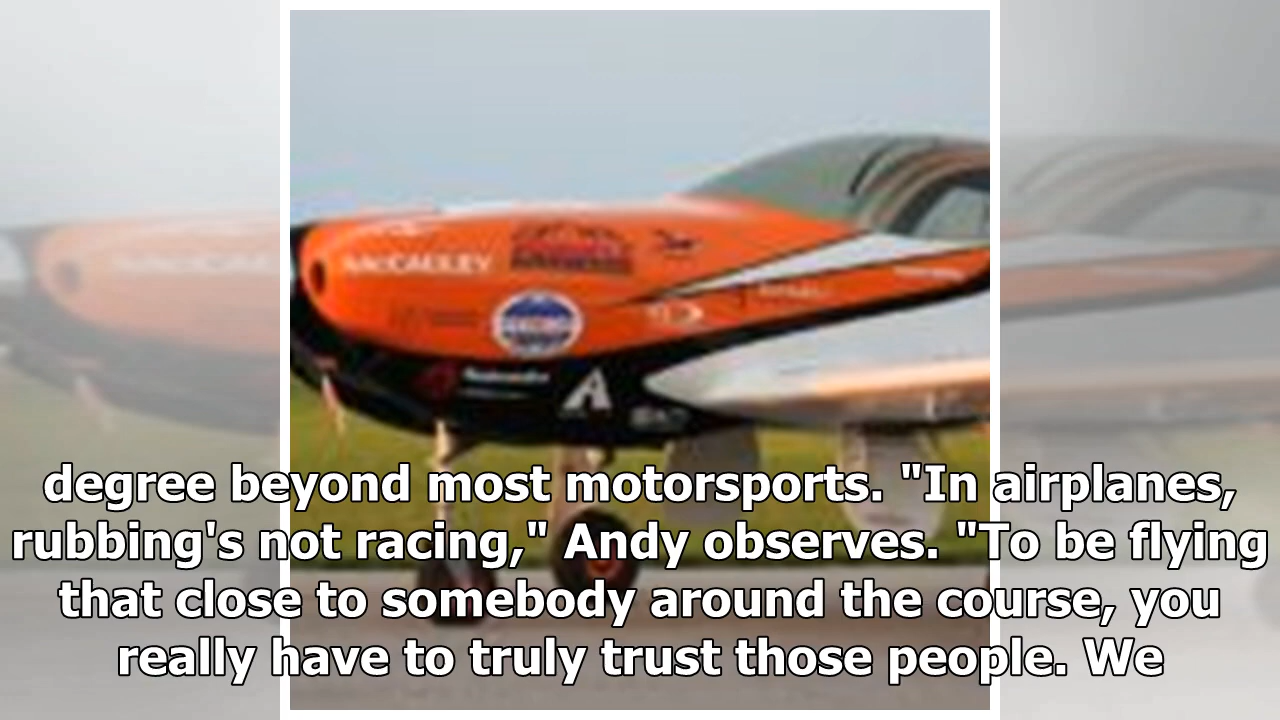 McCAULEY
A
degree beyond most motorsports. "In airplanes,
rubbing's not racing," Andy observes. "To be flying
that close to somebody around the course, you
really have to truly trust those people. We